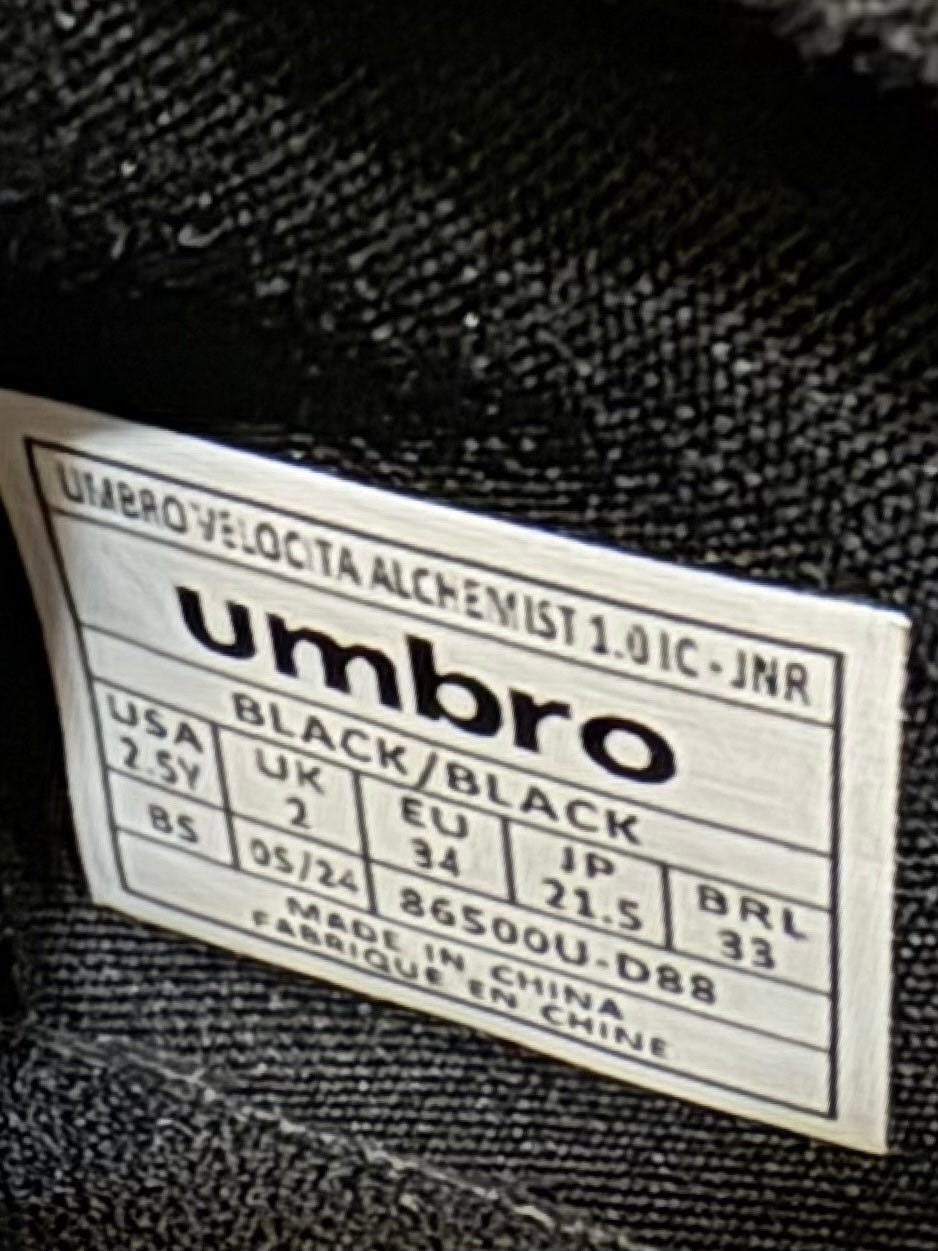 UMBRO VELOCITA ALCHEMIST 1.0 IC - JNR
umbro
BLACK/BLACK
USA UK EU JP BRL
2.5Y 2 34 21.5 33
BS 05/24 86500U-D88
MADE IN CHINA
FABRIQUE EN CHINE